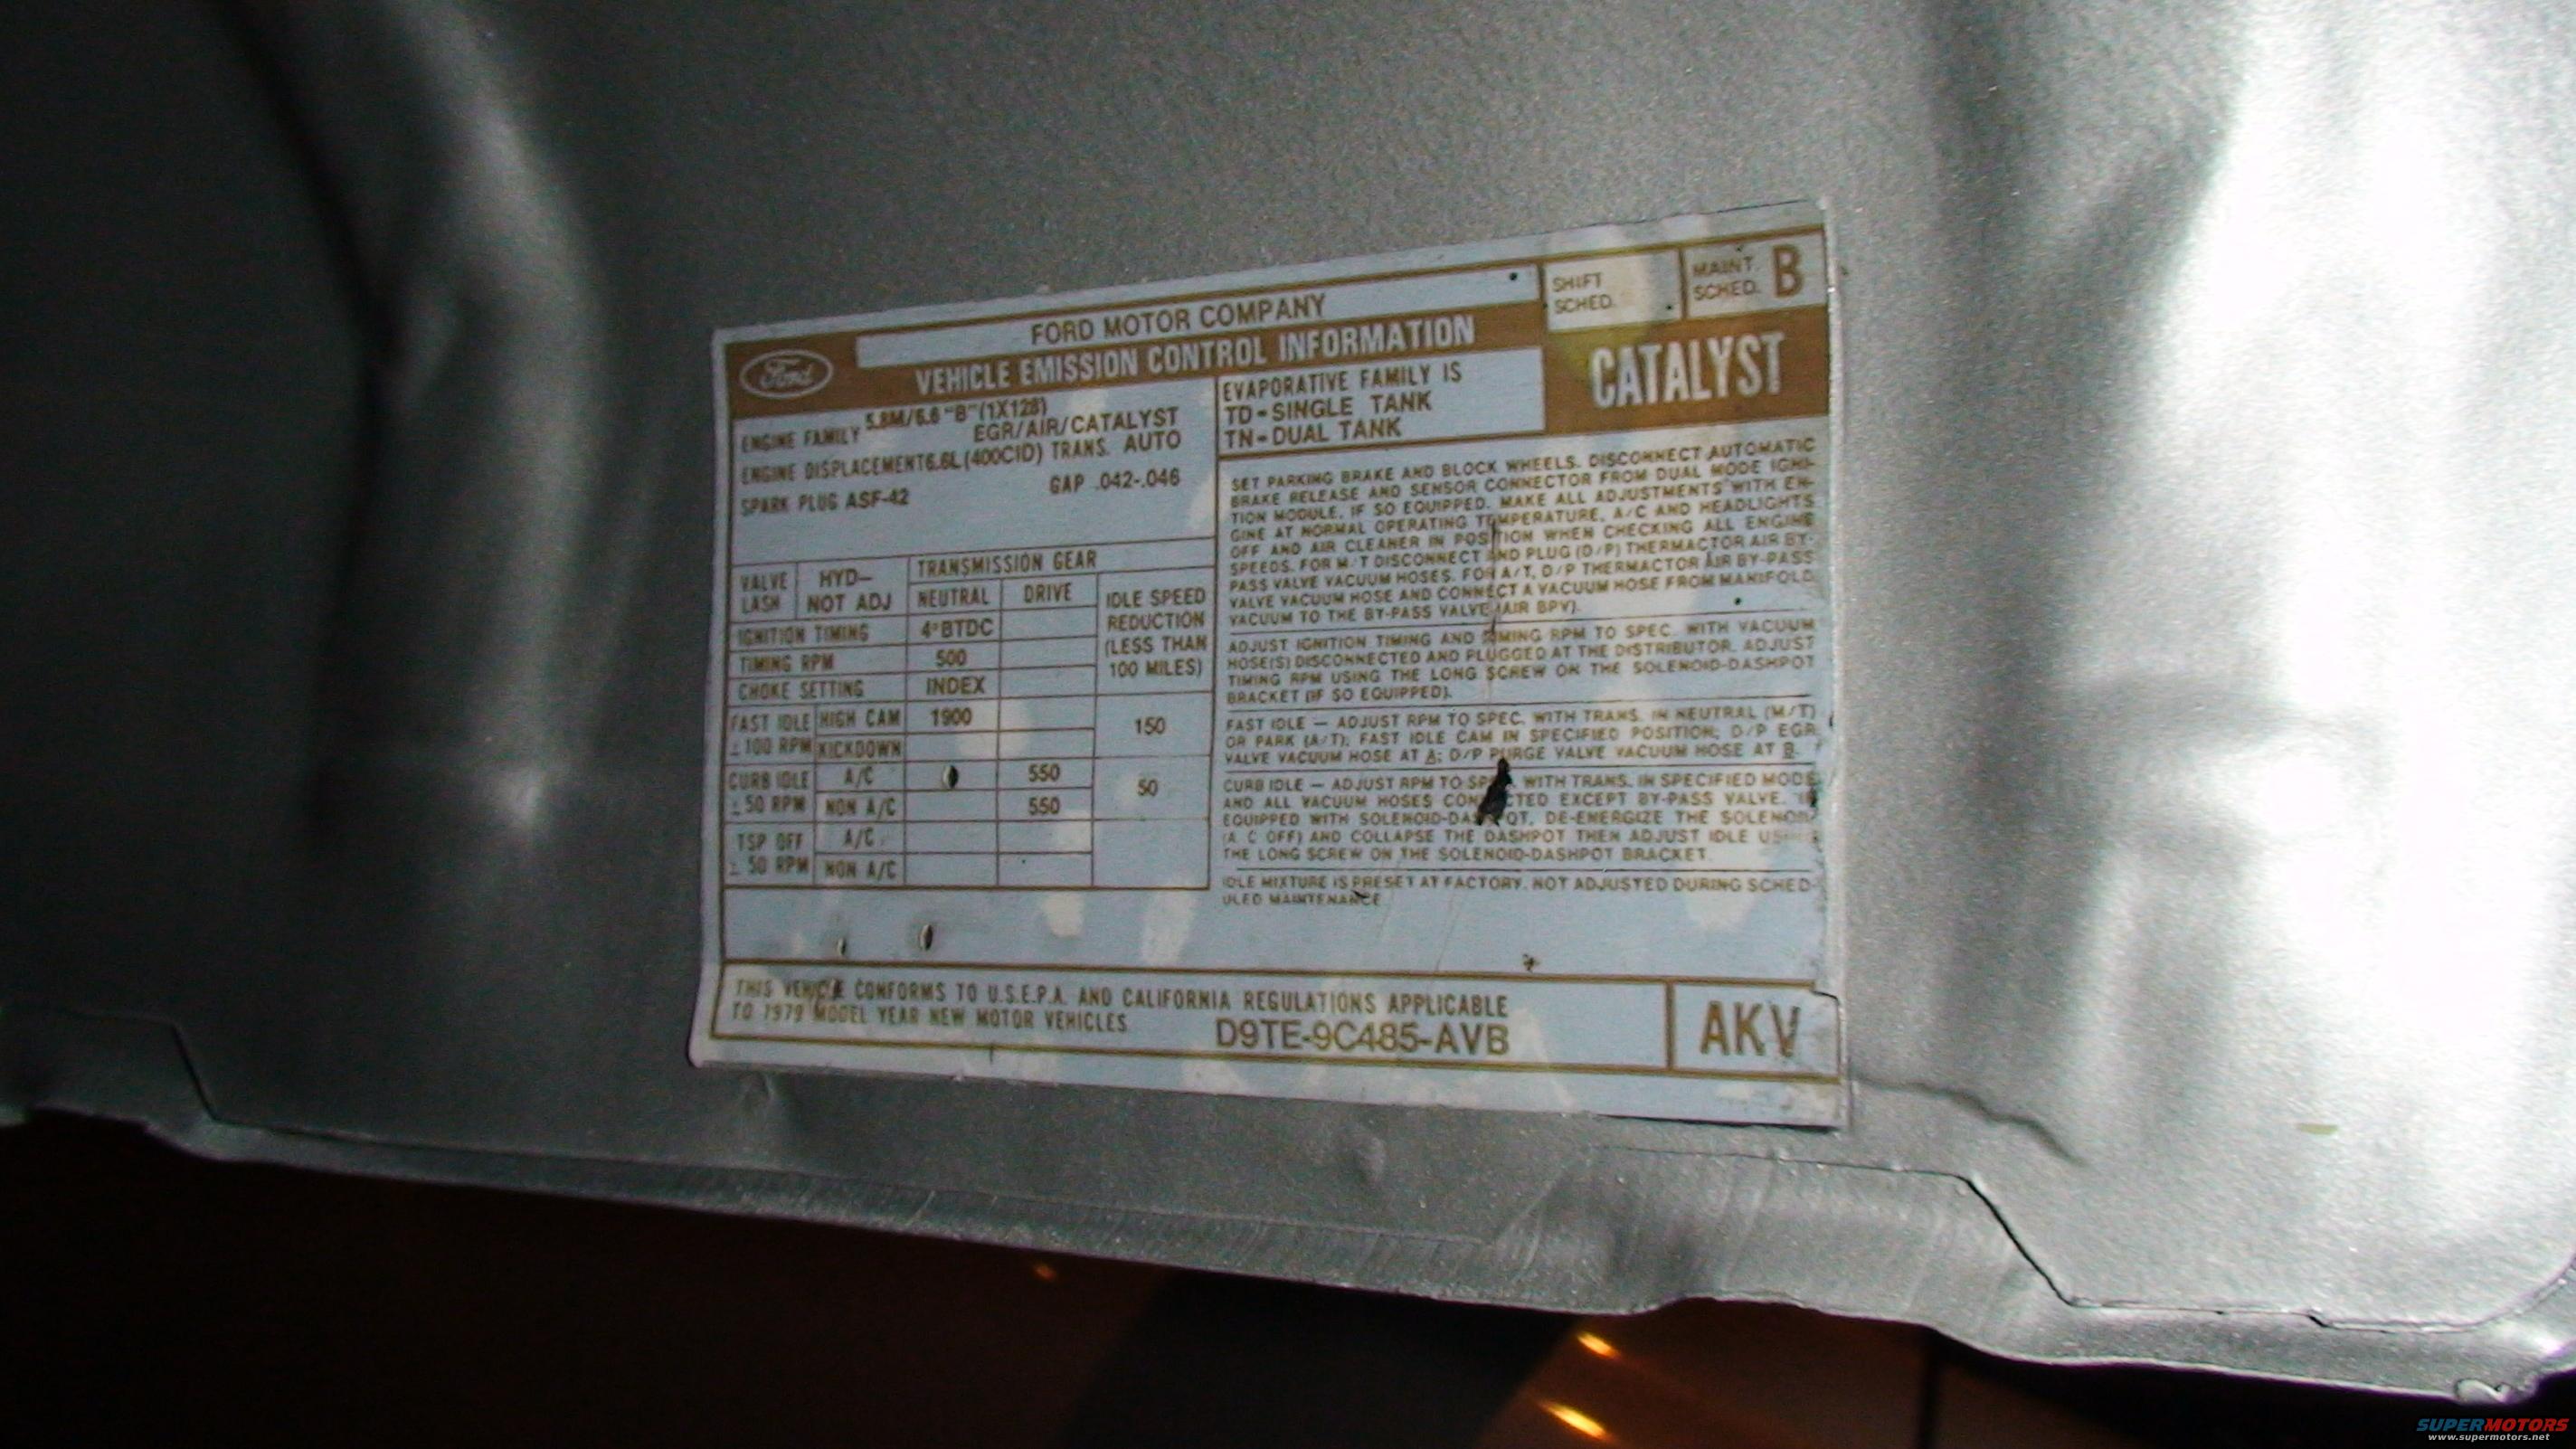 FORD MOTOR COMPANY
SHIFT
SCHED.
MAINT.
SCHED. B
Ford
VEHICLE EMISSION CONTROL INFORMATION
CATALYST
ENGINE FAMILY 5.8M/6.6 "B" (1X128)
EGR/AIR/CATALYST
ENGINE DISPLACEMENT 6.6L (400CID) TRANS. AUTO
SPARK PLUG ASF-42 GAP .042-.046
EVAPORATIVE FAMILY IS
TD-SINGLE TANK
TN-DUAL TANK
VALVE LASH HYD- NOT ADJ
TRANSMISSION GEAR
NEUTRAL DRIVE
IDLE SPEED
REDUCTION
(LESS THAN
100 MILES)
IGNITION TIMING 4°BTDC
TIMING RPM 500
CHOKE SETTING INDEX
FAST IDLE HIGH CAM 1900 150
± 100 RPM KICKDOWN
CURB IDLE A/C 550 50
± 50 RPM NON A/C 550
TSP OFF A/C
± 50 RPM NON A/C
SET PARKING BRAKE AND BLOCK WHEELS. DISCONNECT AUTOMATIC
BRAKE RELEASE AND SENSOR CONNECTOR FROM DUAL MODE IGNI-
TION MODULE, IF SO EQUIPPED. MAKE ALL ADJUSTMENTS WITH EN-
GINE AT NORMAL OPERATING TEMPERATURE, A/C AND HEADLIGHTS
OFF AND AIR CLEANER IN POSITION WHEN CHECKING ALL ENGINE
SPEEDS. FOR M/T DISCONNECT AND PLUG (D/P) THERMACTOR AIR BY-
PASS VALVE VACUUM HOSES. FOR A/T, D/P THERMACTOR AIR BY-PASS
VALVE VACUUM HOSE AND CONNECT A VACUUM HOSE FROM MANIFOLD
VACUUM TO THE BY-PASS VALVE (AIR BPV).
ADJUST IGNITION TIMING AND TIMING RPM TO SPEC. WITH VACUUM
HOSE(S) DISCONNECTED AND PLUGGED AT THE DISTRIBUTOR. ADJUST
TIMING RPM USING THE LONG SCREW ON THE SOLENOID-DASHPOT
BRACKET (IF SO EQUIPPED).
FAST IDLE — ADJUST RPM TO SPEC. WITH TRANS. IN NEUTRAL (M/T)
OR PARK (A/T); FAST IDLE CAM IN SPECIFIED POSITION; D/P EGR
VALVE VACUUM HOSE AT A; D/P PURGE VALVE VACUUM HOSE AT B.
CURB IDLE — ADJUST RPM TO WITH TRANS. IN SPECIFIED MODE
AND ALL VACUUM HOSES CONNECTED EXCEPT BY-PASS VALVE. IF
EQUIPPED WITH SOLENOID-DASHPOT, DE-ENERGIZE THE SOLENOID
(A/C OFF) AND COLLAPSE THE DASHPOT THEN ADJUST IDLE USING
THE LONG SCREW ON THE SOLENOID-DASHPOT BRACKET.
IDLE MIXTURE IS PRESET AT FACTORY. NOT ADJUSTED DURING SCHED-
ULED MAINTENANCE
THIS VEHICLE CONFORMS TO U.S.E.P.A. AND CALIFORNIA REGULATIONS APPLICABLE
TO 1979 MODEL YEAR NEW MOTOR VEHICLES. D9TE-9C485-AVB
AKV
SUPERMOTORS
www.supermotors.net